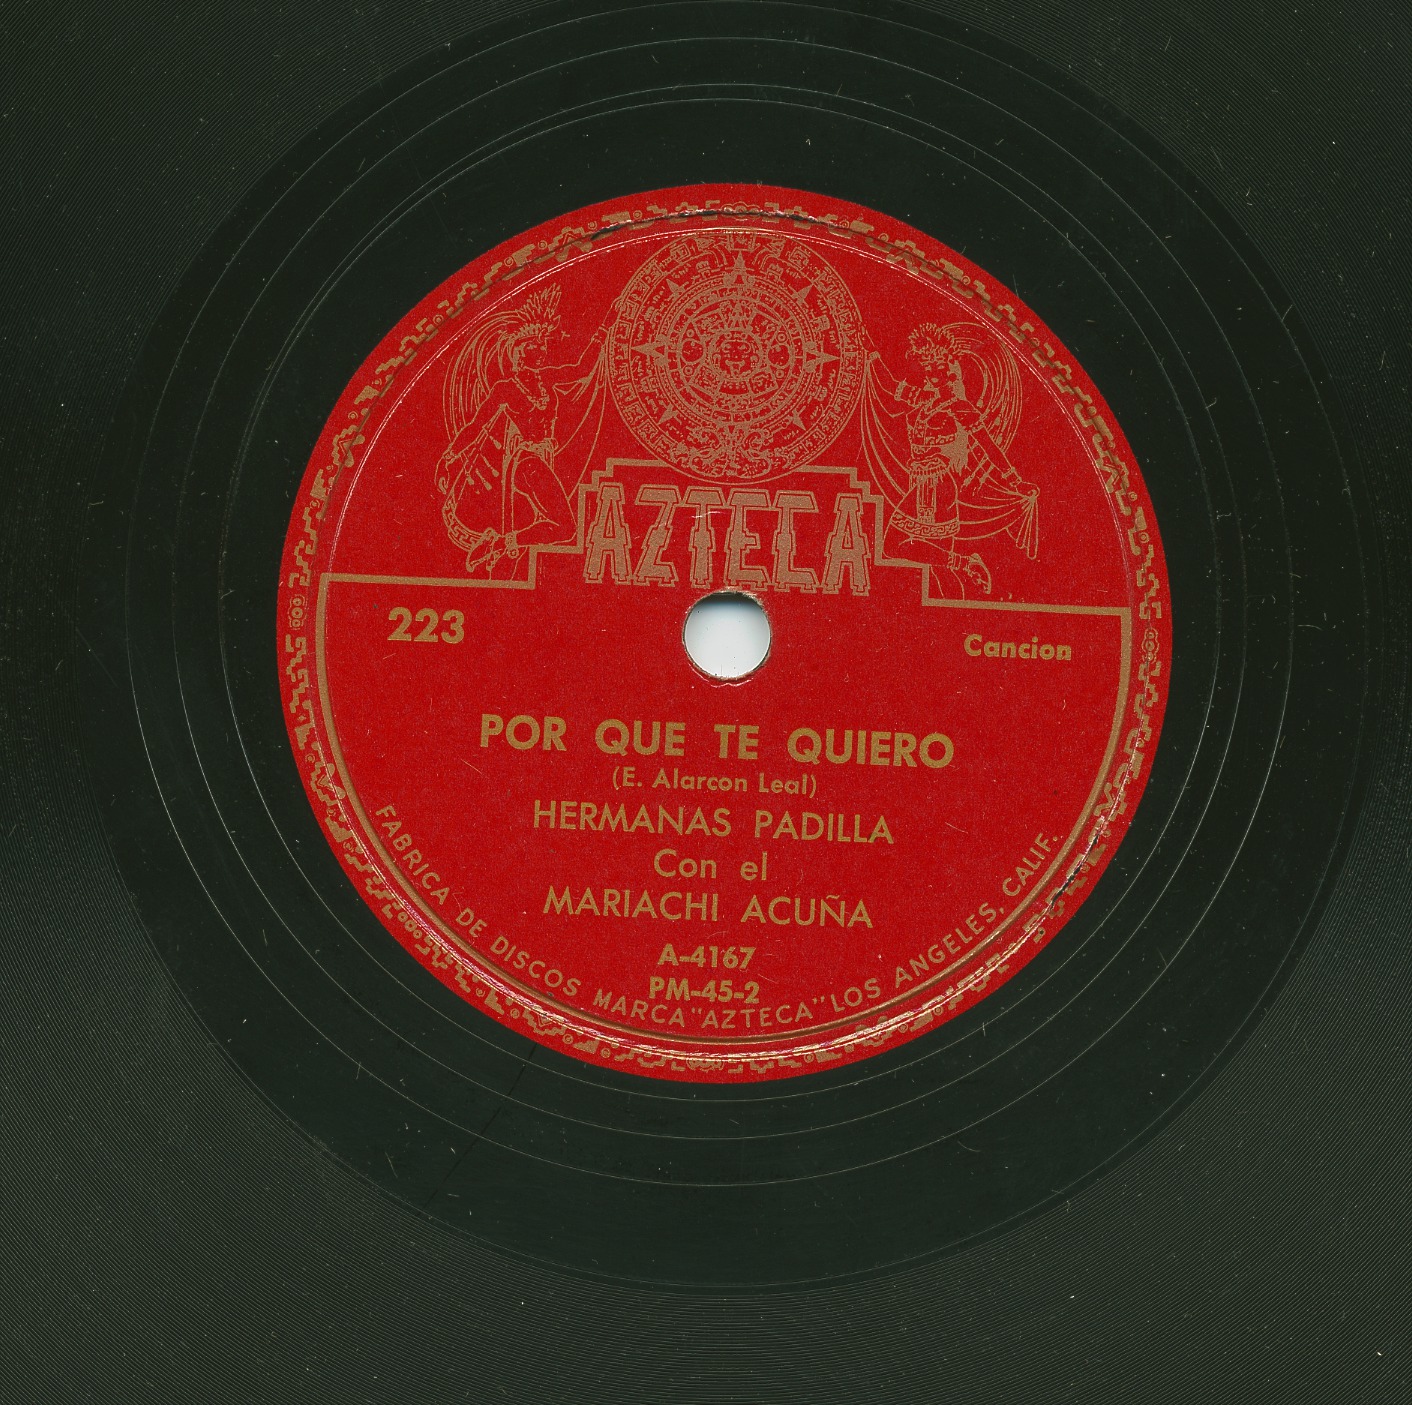 AZTECA
223
Cancion
POR QUE TE QUIERO
(E. Alarcon Leal)
HERMANAS PADILLA
Con el
MARIACHI ACUÑA
A-4167
PM-45-2
FABRICA DE DISCOS MARCA "AZTECA" LOS ANGELES, CALIF.